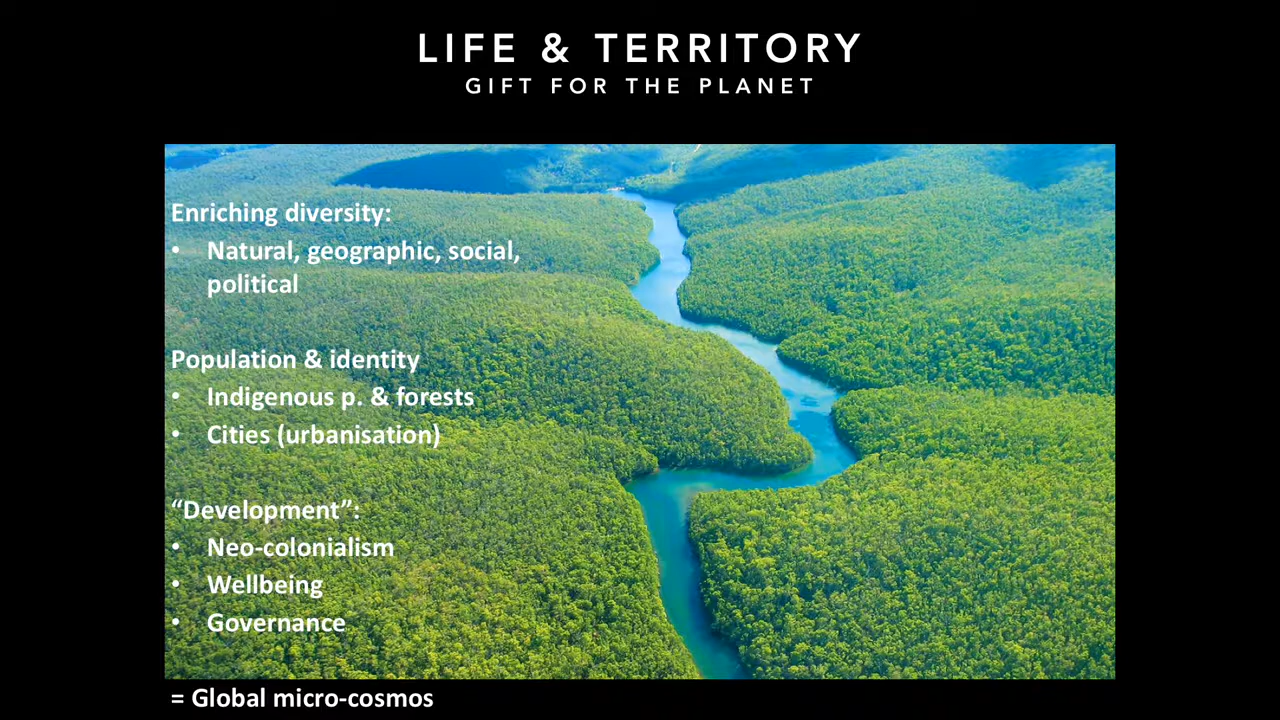 LIFE & TERRITORY
GIFT FOR THE PLANET
Enriching diversity:
• Natural, geographic, social,
political
Population & identity
• Indigenous p. & forests
• Cities (urbanisation)
“Development”:
• Neo-colonialism
• Wellbeing
• Governance
= Global micro-cosmos